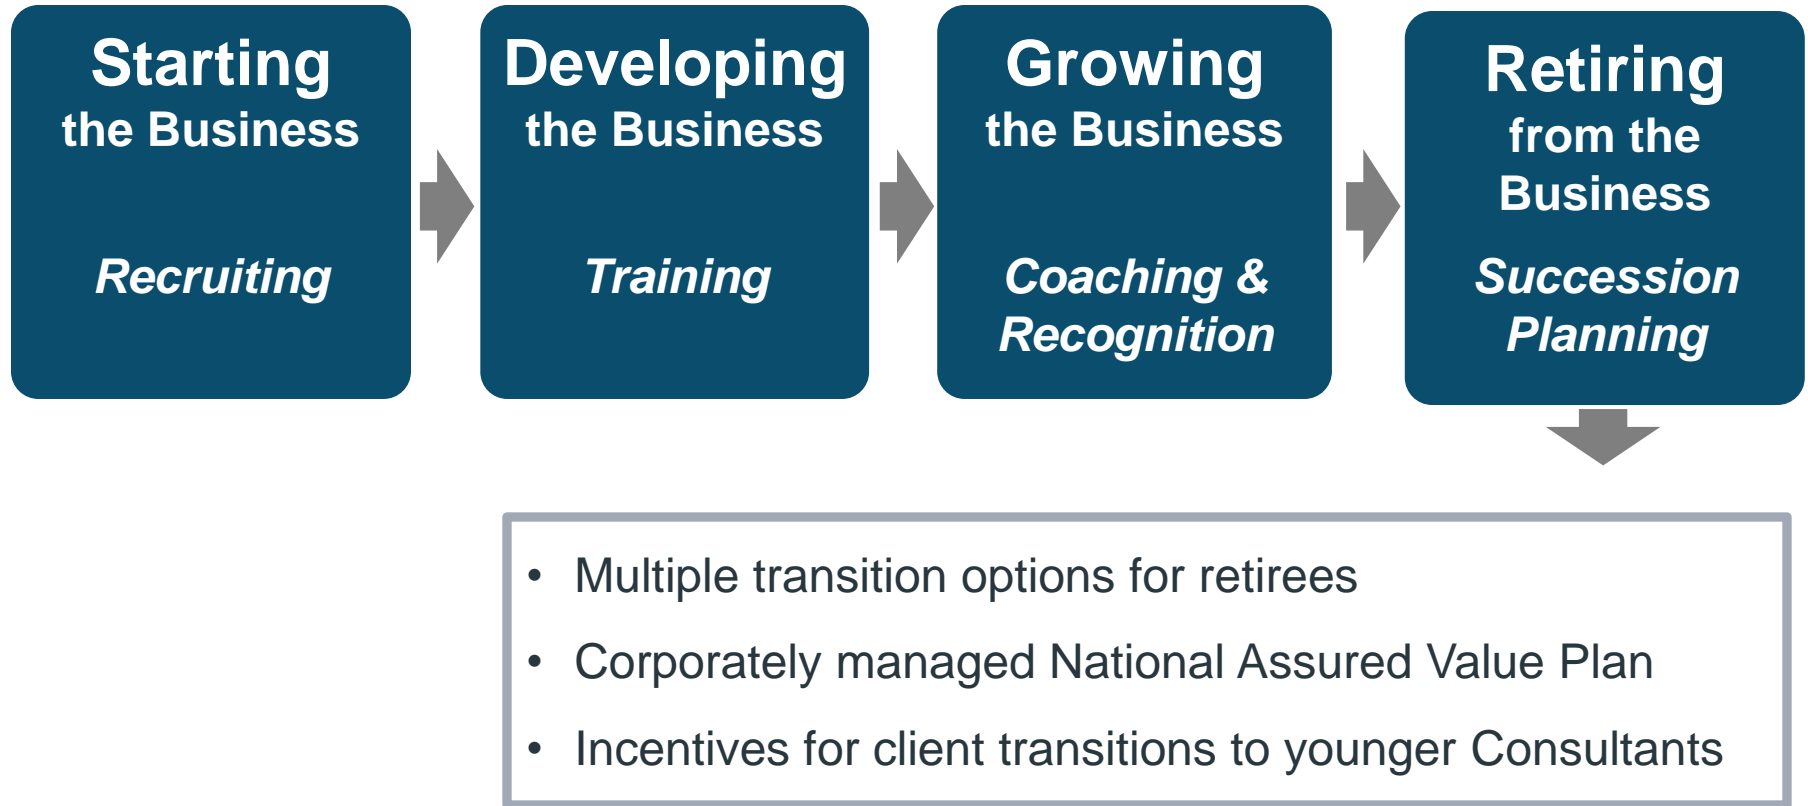 Starting
the Business
Recruiting
Developing
the Business
Training
Growing
the Business
Coaching &
Recognition
Retiring
from the
Business
Succession
Planning
• Multiple transition options for retirees
• Corporately managed National Assured Value Plan
• Incentives for client transitions to younger Consultants